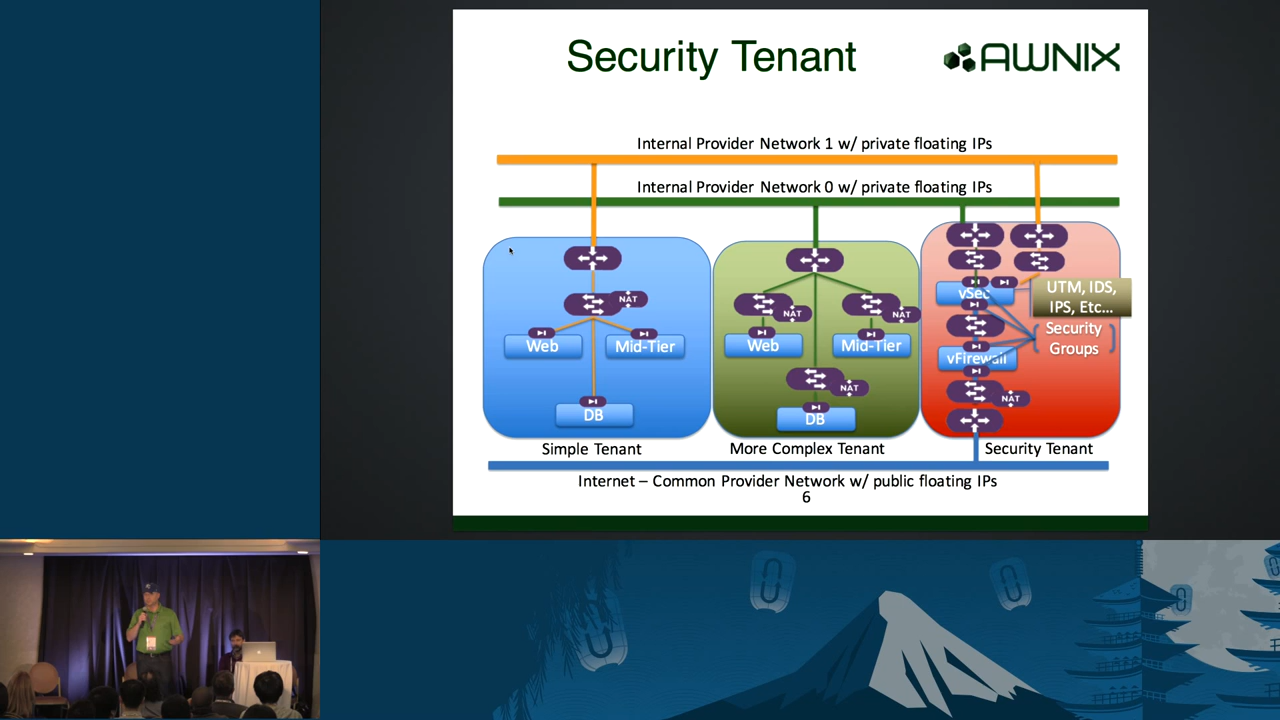 Security Tenant
AWNIX
Internal Provider Network 1 w/ private floating IPs
Internal Provider Network 0 w/ private floating IPs
NAT
Web
Mid-Tier
DB
Simple Tenant
NAT
NAT
Web
Mid-Tier
NAT
DB
More Complex Tenant
vSec
UTM, IDS,
IPS, Etc...
Security
Groups
vFirewall
NAT
Security Tenant
Internet – Common Provider Network w/ public floating IPs
6